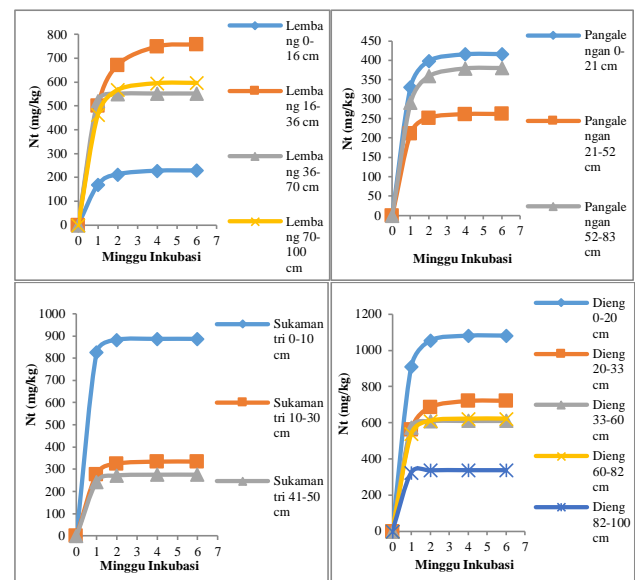 800
700
600
500
400
300
200
100
0
Nt (mg/kg)
0 1 2 3 4 5 6 7
Minggu Inkubasi
Lemba
ng 0-
16 cm
Lemba
ng 16-
36 cm
Lemba
ng 36-
70 cm
Lemba
ng 70-
100
cm
450
400
350
300
250
200
150
100
50
0
Nt (mg/kg)
0 1 2 3 4 5 6 7
Minggu Inkubasi
Pangale
ngan 0-
21 cm
Pangale
ngan
21-52
cm
Pangale
ngan
52-83
cm
1000
900
800
700
600
500
400
300
200
100
0
Nt (mg/kg)
0 1 2 3 4 5 6 7
Minggu Inkubasi
Sukaman
tri 0-10
cm
Sukaman
tri 10-30
cm
Sukaman
tri 41-50
cm
1200
1000
800
600
400
200
0
Nt (mg/kg)
0 1 2 3 4 5 6 7
Minggu Inkubasi
Dieng
0-20
cm
Dieng
20-33
cm
Dieng
33-60
cm
Dieng
60-82
cm
Dieng
82-100
cm